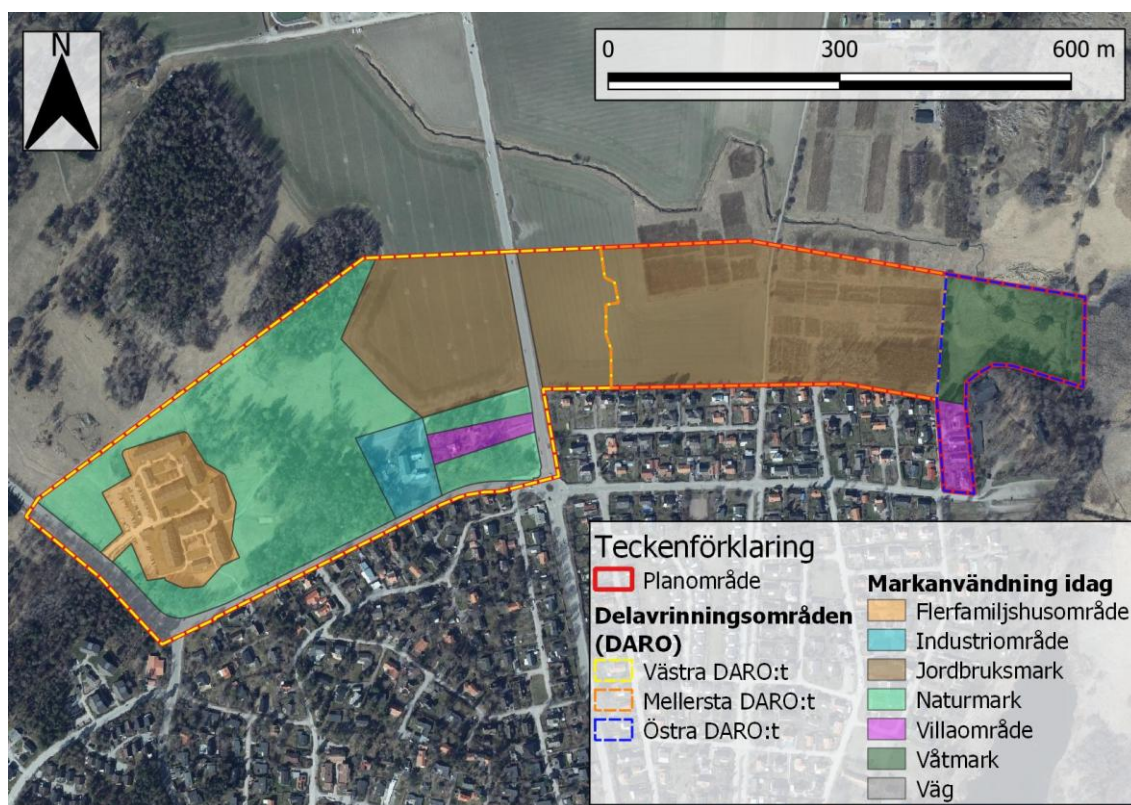 N
0 300 600 m
Teckenförklaring
Planområde
Delavrinningsområden
(DARO)
Västra DARO:t
Mellersta DARO:t
Östra DARO:t
Markanvändning idag
Flerfamiljshusområde
Industriområde
Jordbruksmark
Naturmark
Villaområde
Våtmark
Väg